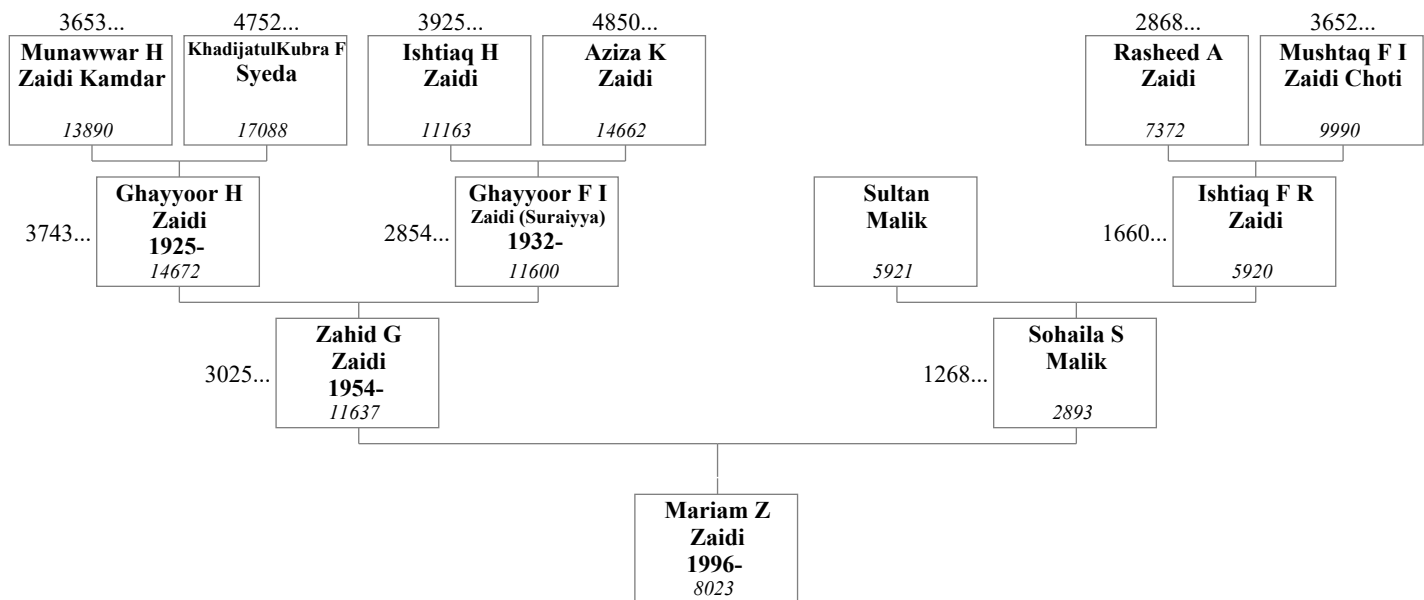 3653...
4752...
3925...
4850...
2868...
3652...
Munawwar H
Zaidi Kamdar
13890
KhadijatulKubra F
Syeda
17088
Ishtiaq H
Zaidi
11163
Aziza K
Zaidi
14662
Rasheed A
Zaidi
7372
Mushtaq F I
Zaidi Choti
9990
3743...
Ghayyoor H
Zaidi
1925-
14672
2854...
Ghayyoor F I
Zaidi (Suraiyya)
1932-
11600
Sultan
Malik
5921
1660...
Ishtiaq F R
Zaidi
5920
3025...
Zahid G
Zaidi
1954-
11637
1268...
Sohaila S
Malik
2893
Mariam Z
Zaidi
1996-
8023